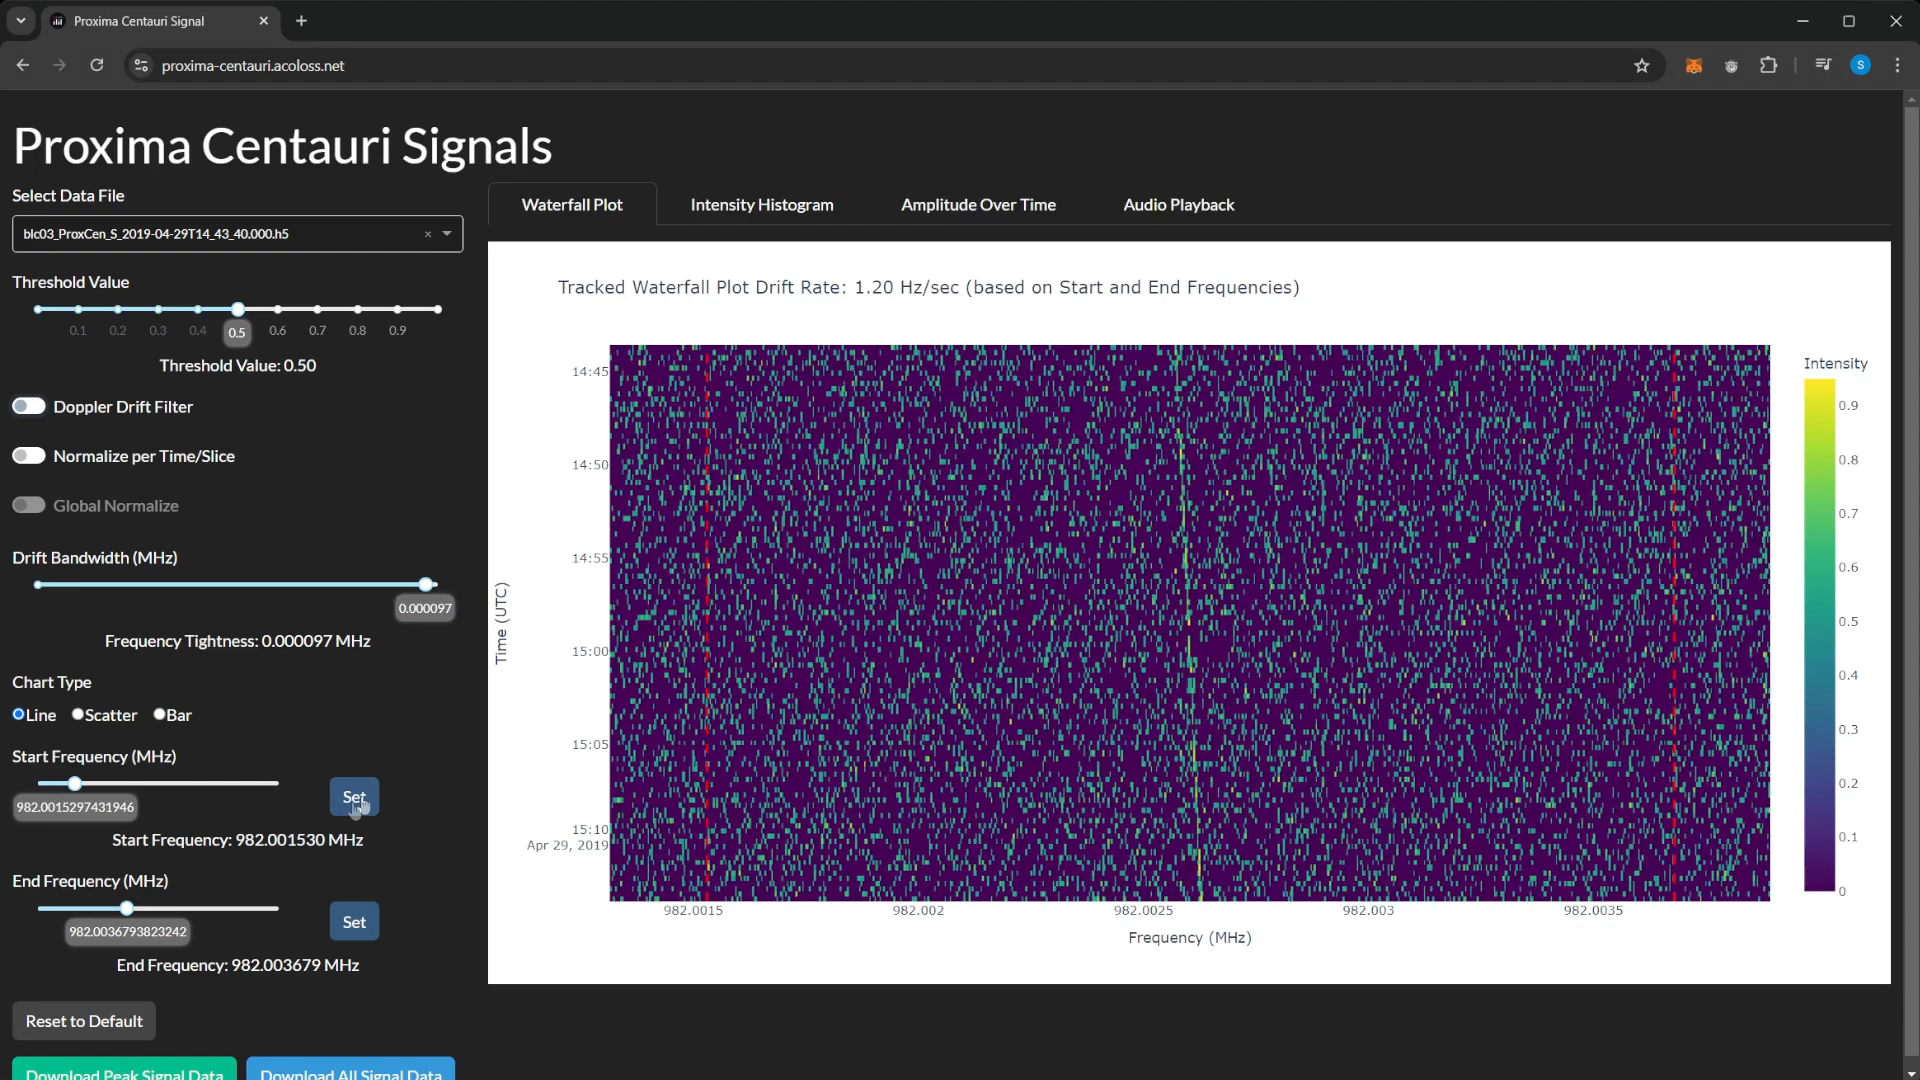 Proxima Centauri Signal
proxima-centauri.acoloss.net
S
Proxima Centauri Signals
Select Data File
blc03_ProxCen_S_2019-04-29T14_43_40.000.h5
Threshold Value
0.1 0.2 0.3 0.4 0.5 0.6 0.7 0.8 0.9
Threshold Value: 0.50
Doppler Drift Filter
Normalize per Time/Slice
Global Normalize
Drift Bandwidth (MHz)
0.000097
Frequency Tightness: 0.000097 MHz
Chart Type
Line Scatter Bar
Start Frequency (MHz)
982.0015297431946
Set
Start Frequency: 982.001530 MHz
End Frequency (MHz)
982.0036793823242
Set
End Frequency: 982.003679 MHz
Reset to Default
Download Peak Signal Data Download All Signal Data
Waterfall Plot Intensity Histogram Amplitude Over Time Audio Playback
Tracked Waterfall Plot Drift Rate: 1.20 Hz/sec (based on Start and End Frequencies)
Time (UTC)
14:45
14:50
14:55
15:00
15:05
15:10
Apr 29, 2019
982.0015 982.002 982.0025 982.003 982.0035
Frequency (MHz)
Intensity
0.9
0.8
0.7
0.6
0.5
0.4
0.3
0.2
0.1
0